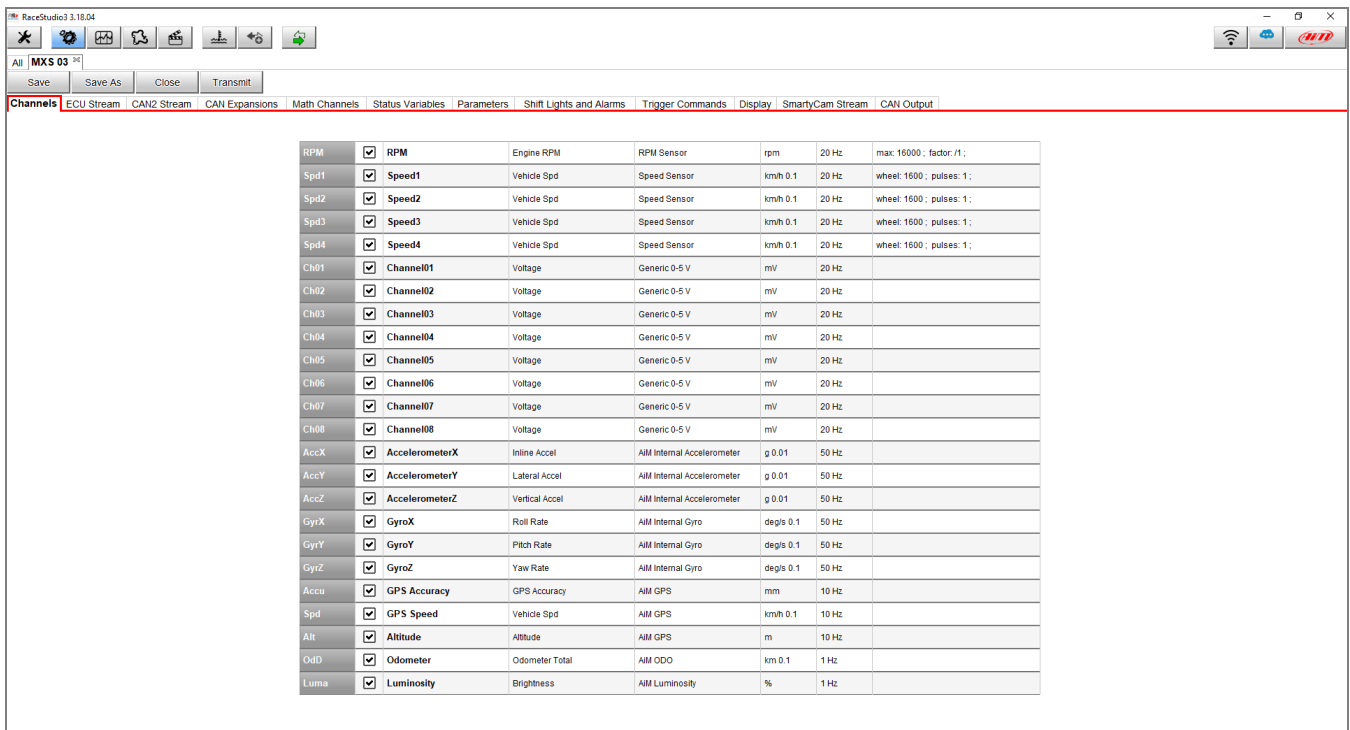 RaceStudio3 3.18.04
AiM
All MXS 03
Save Save As Close Transmit
Channels ECU Stream CAN2 Stream CAN Expansions Math Channels Status Variables Parameters Shift Lights and Alarms Trigger Commands Display SmartyCam Stream CAN Output
RPM RPM Engine RPM RPM Sensor rpm 20 Hz max: 16000 ; factor: /1 ;
Spd1 Speed1 Vehicle Spd Speed Sensor km/h 0.1 20 Hz wheel: 1600 ; pulses: 1 ;
Spd2 Speed2 Vehicle Spd Speed Sensor km/h 0.1 20 Hz wheel: 1600 ; pulses: 1 ;
Spd3 Speed3 Vehicle Spd Speed Sensor km/h 0.1 20 Hz wheel: 1600 ; pulses: 1 ;
Spd4 Speed4 Vehicle Spd Speed Sensor km/h 0.1 20 Hz wheel: 1600 ; pulses: 1 ;
Ch01 Channel01 Voltage Generic 0-5 V mV 20 Hz
Ch02 Channel02 Voltage Generic 0-5 V mV 20 Hz
Ch03 Channel03 Voltage Generic 0-5 V mV 20 Hz
Ch04 Channel04 Voltage Generic 0-5 V mV 20 Hz
Ch05 Channel05 Voltage Generic 0-5 V mV 20 Hz
Ch06 Channel06 Voltage Generic 0-5 V mV 20 Hz
Ch07 Channel07 Voltage Generic 0-5 V mV 20 Hz
Ch08 Channel08 Voltage Generic 0-5 V mV 20 Hz
AccX AccelerometerX Inline Accel AiM Internal Accelerometer g 0.01 50 Hz
AccY AccelerometerY Lateral Accel AiM Internal Accelerometer g 0.01 50 Hz
AccZ AccelerometerZ Vertical Accel AiM Internal Accelerometer g 0.01 50 Hz
GyrX GyroX Roll Rate AiM Internal Gyro deg/s 0.1 50 Hz
GyrY GyroY Pitch Rate AiM Internal Gyro deg/s 0.1 50 Hz
GyrZ GyroZ Yaw Rate AiM Internal Gyro deg/s 0.1 50 Hz
Accu GPS Accuracy GPS Accuracy AiM GPS mm 10 Hz
Spd GPS Speed Vehicle Spd AiM GPS km/h 0.1 10 Hz
Alt Altitude Altitude AiM GPS m 10 Hz
OdD Odometer Odometer Total AiM ODO km 0.1 1 Hz
Luma Luminosity Brightness AiM Luminosity % 1 Hz